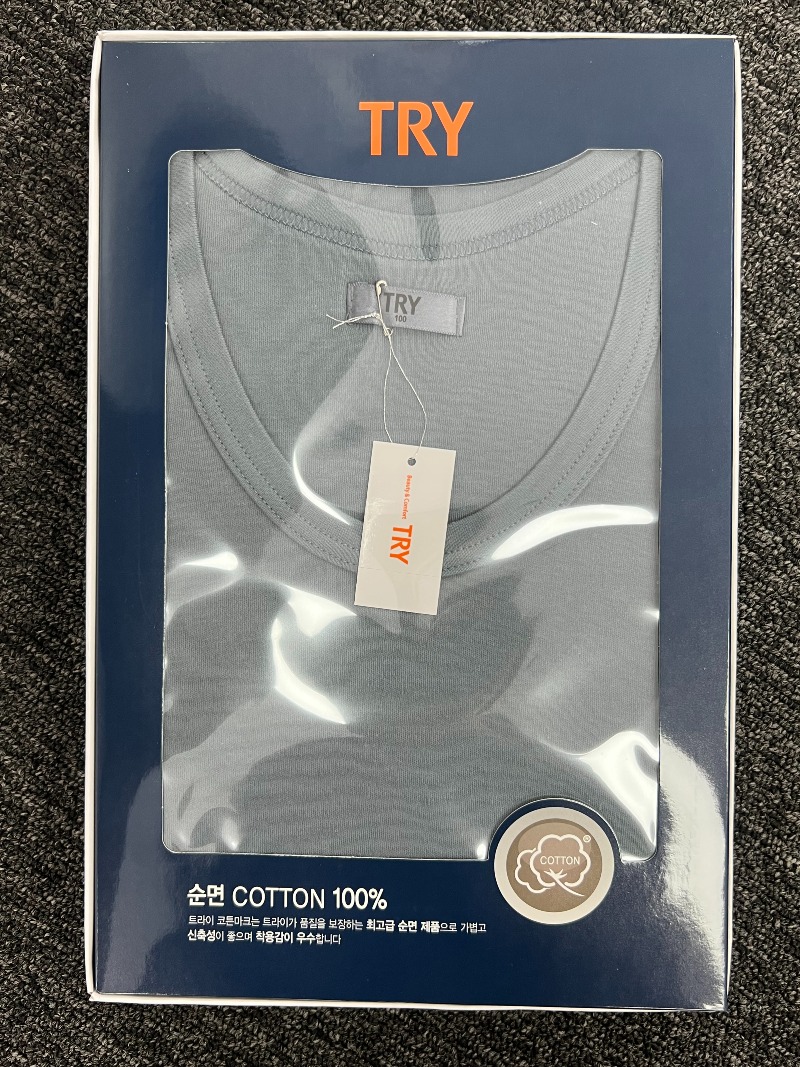 TRY
TRY
100
Beauty & Comfort TRY
COTTON
®
순면 COTTON 100%
트라이 코튼마크는 트라이가 품질을 보장하는 최고급 순면 제품으로 가볍고
신축성이 좋으며 착용감이 우수합니다